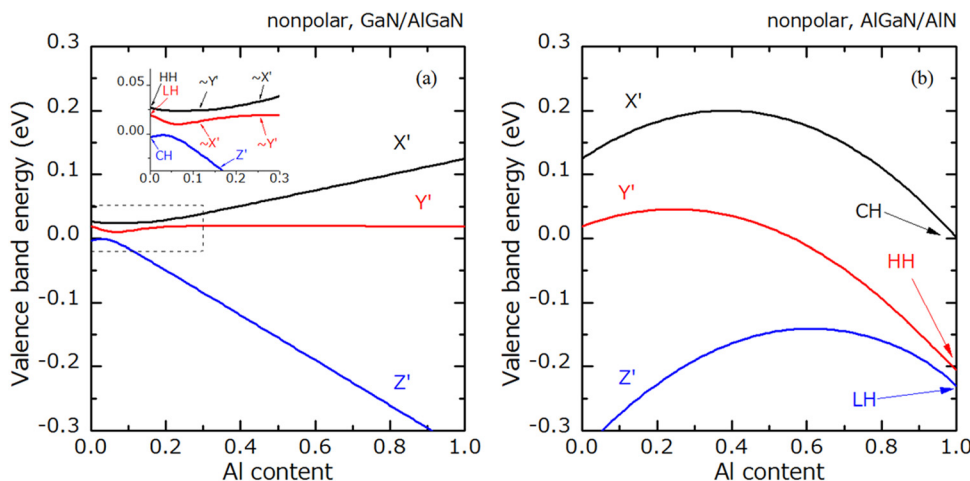 nonpolar, GaN/AlGaN
(a)
Valence band energy (eV)
0.3
0.2
0.1
0.0
-0.1
-0.2
-0.3
0.05
0.00
0.0
0.1
0.2
0.3
HH
LH
CH
~Y'
~X'
~X'
~Y'
Z'
X'
Y'
Z'
0.0 0.2 0.4 0.6 0.8 1.0
Al content
nonpolar, AlGaN/AlN
(b)
Valence band energy (eV)
0.3
0.2
0.1
0.0
-0.1
-0.2
-0.3
X'
Y'
Z'
CH
HH
LH
0.0 0.2 0.4 0.6 0.8 1.0
Al content